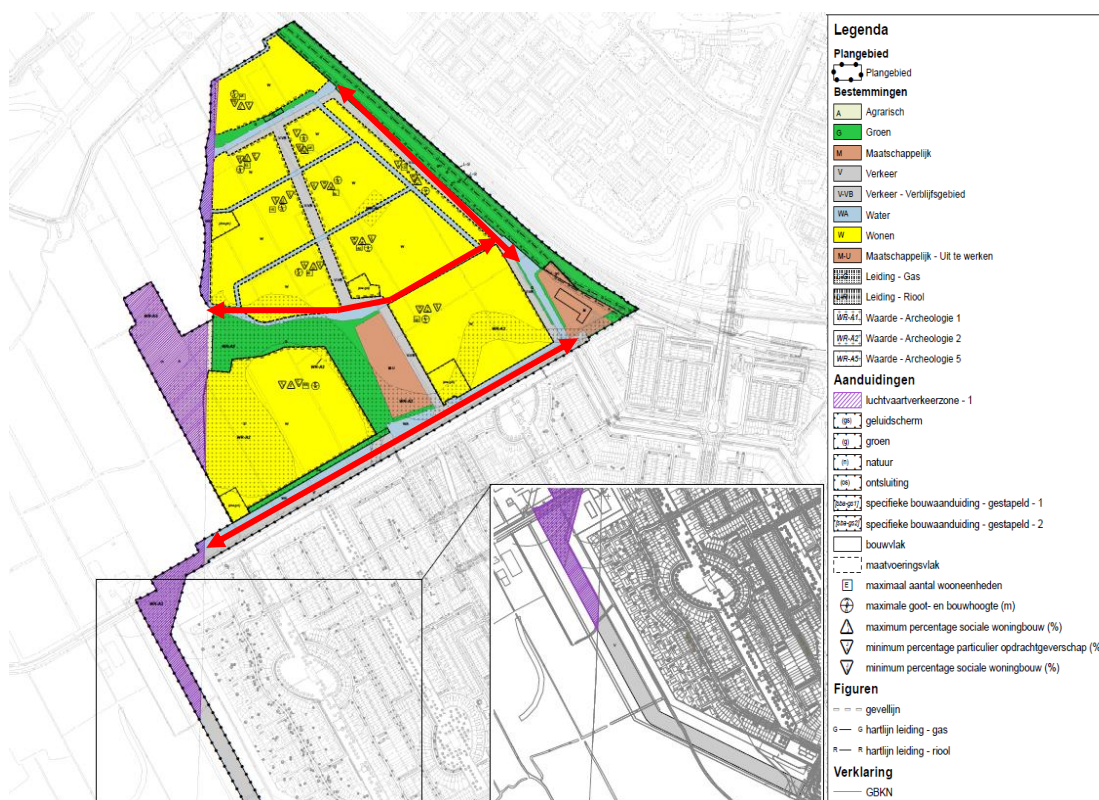 Legenda
Plangebied
Plangebied
Bestemmingen
A Agrarisch
G Groen
M Maatschappelijk
V Verkeer
V-VB Verkeer - Verblijfsgebied
WA Water
W Wonen
M-U Maatschappelijk - Uit te werken
Leiding - Gas
Leiding - Riool
WR-A1 Waarde - Archeologie 1
WR-A2 Waarde - Archeologie 2
WR-A5 Waarde - Archeologie 5
Aanduidingen
luchtvaartverkeerzone - 1
(gs) geluidscherm
(g) groen
(n) natuur
(os) ontsluiting
[sba-gs1] specifieke bouwaanduiding - gestapeld - 1
[sba-gs2] specifieke bouwaanduiding - gestapeld - 2
bouwvlak
maatvoeringsvlak
E maximaal aantal wooneenheden
maximale goot- en bouwhoogte (m)
maximum percentage sociale woningbouw (%)
minimum percentage particulier opdrachtgeverschap (%
minimum percentage sociale woningbouw (%)
Figuren
gevellijn
G G hartlijn leiding - gas
R R hartlijn leiding - riool
Verklaring
GBKN